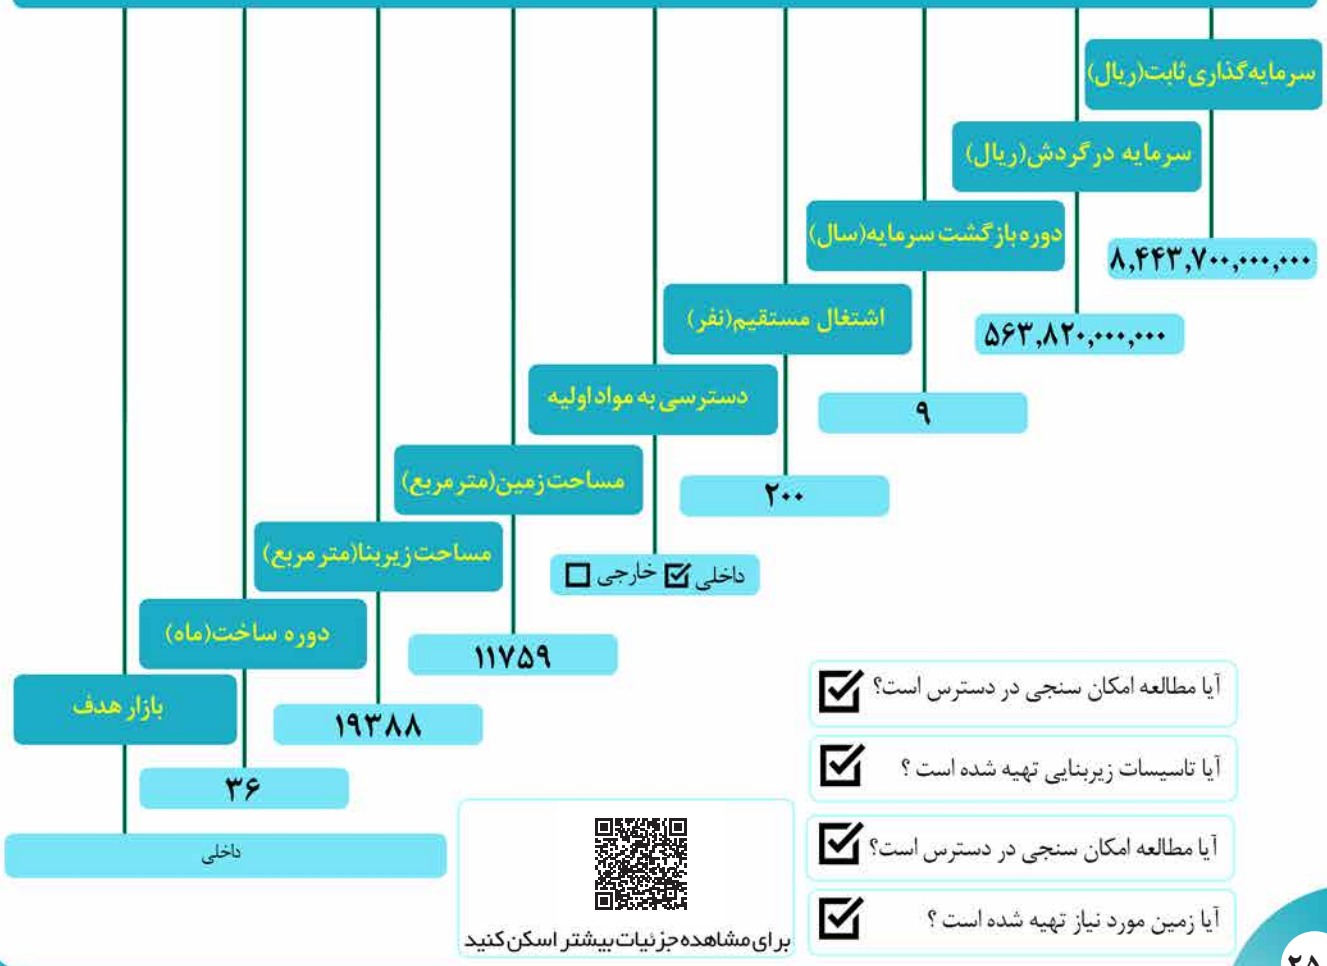 سرمایه‌گذاری ثابت(ریال)
۸,۴۴۳,۷۰۰,۰۰۰,۰۰۰
سرمایه در گردش(ریال)
۵۶۳,۸۲۰,۰۰۰,۰۰۰
دوره بازگشت سرمایه(سال)
۹
اشتغال مستقیم(نفر)
۲۰۰
دسترسی به مواد اولیه
داخلی ☑ خارجی ☐
مساحت زمین(متر مربع)
۱۱۷۵۹
مساحت زیربنا(متر مربع)
۱۹۳۸۸
دوره ساخت(ماه)
۳۶
بازار هدف
داخلی
آیا مطالعه امکان سنجی در دسترس است؟ ☑
آیا تاسیسات زیربنایی تهیه شده است ؟ ☑
آیا مطالعه امکان سنجی در دسترس است؟ ☑
آیا زمین مورد نیاز تهیه شده است ؟ ☑
برای مشاهده جزئیات بیشتر اسکن کنید
۲۵